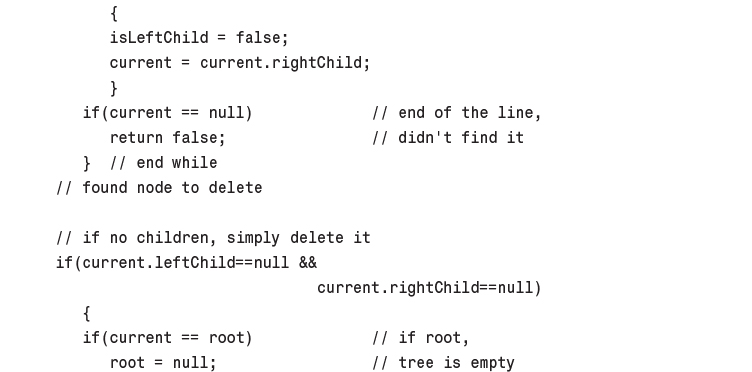 {
isLeftChild = false;
current = current.rightChild;
}
if(current == null) // end of the line,
return false; // didn't find it
} // end while
// found node to delete
// if no children, simply delete it
if(current.leftChild==null &&
current.rightChild==null)
{
if(current == root) // if root,
root = null; // tree is empty